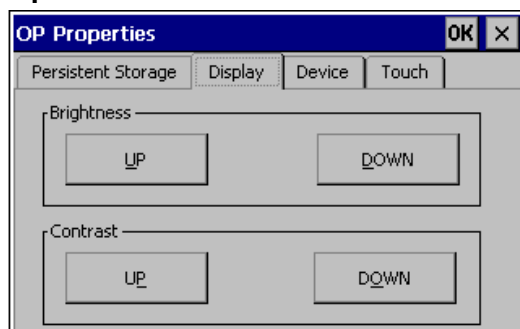 OP Properties OK ×
Persistent Storage Display Device Touch
Brightness
UP DOWN
Contrast
UP DOWN